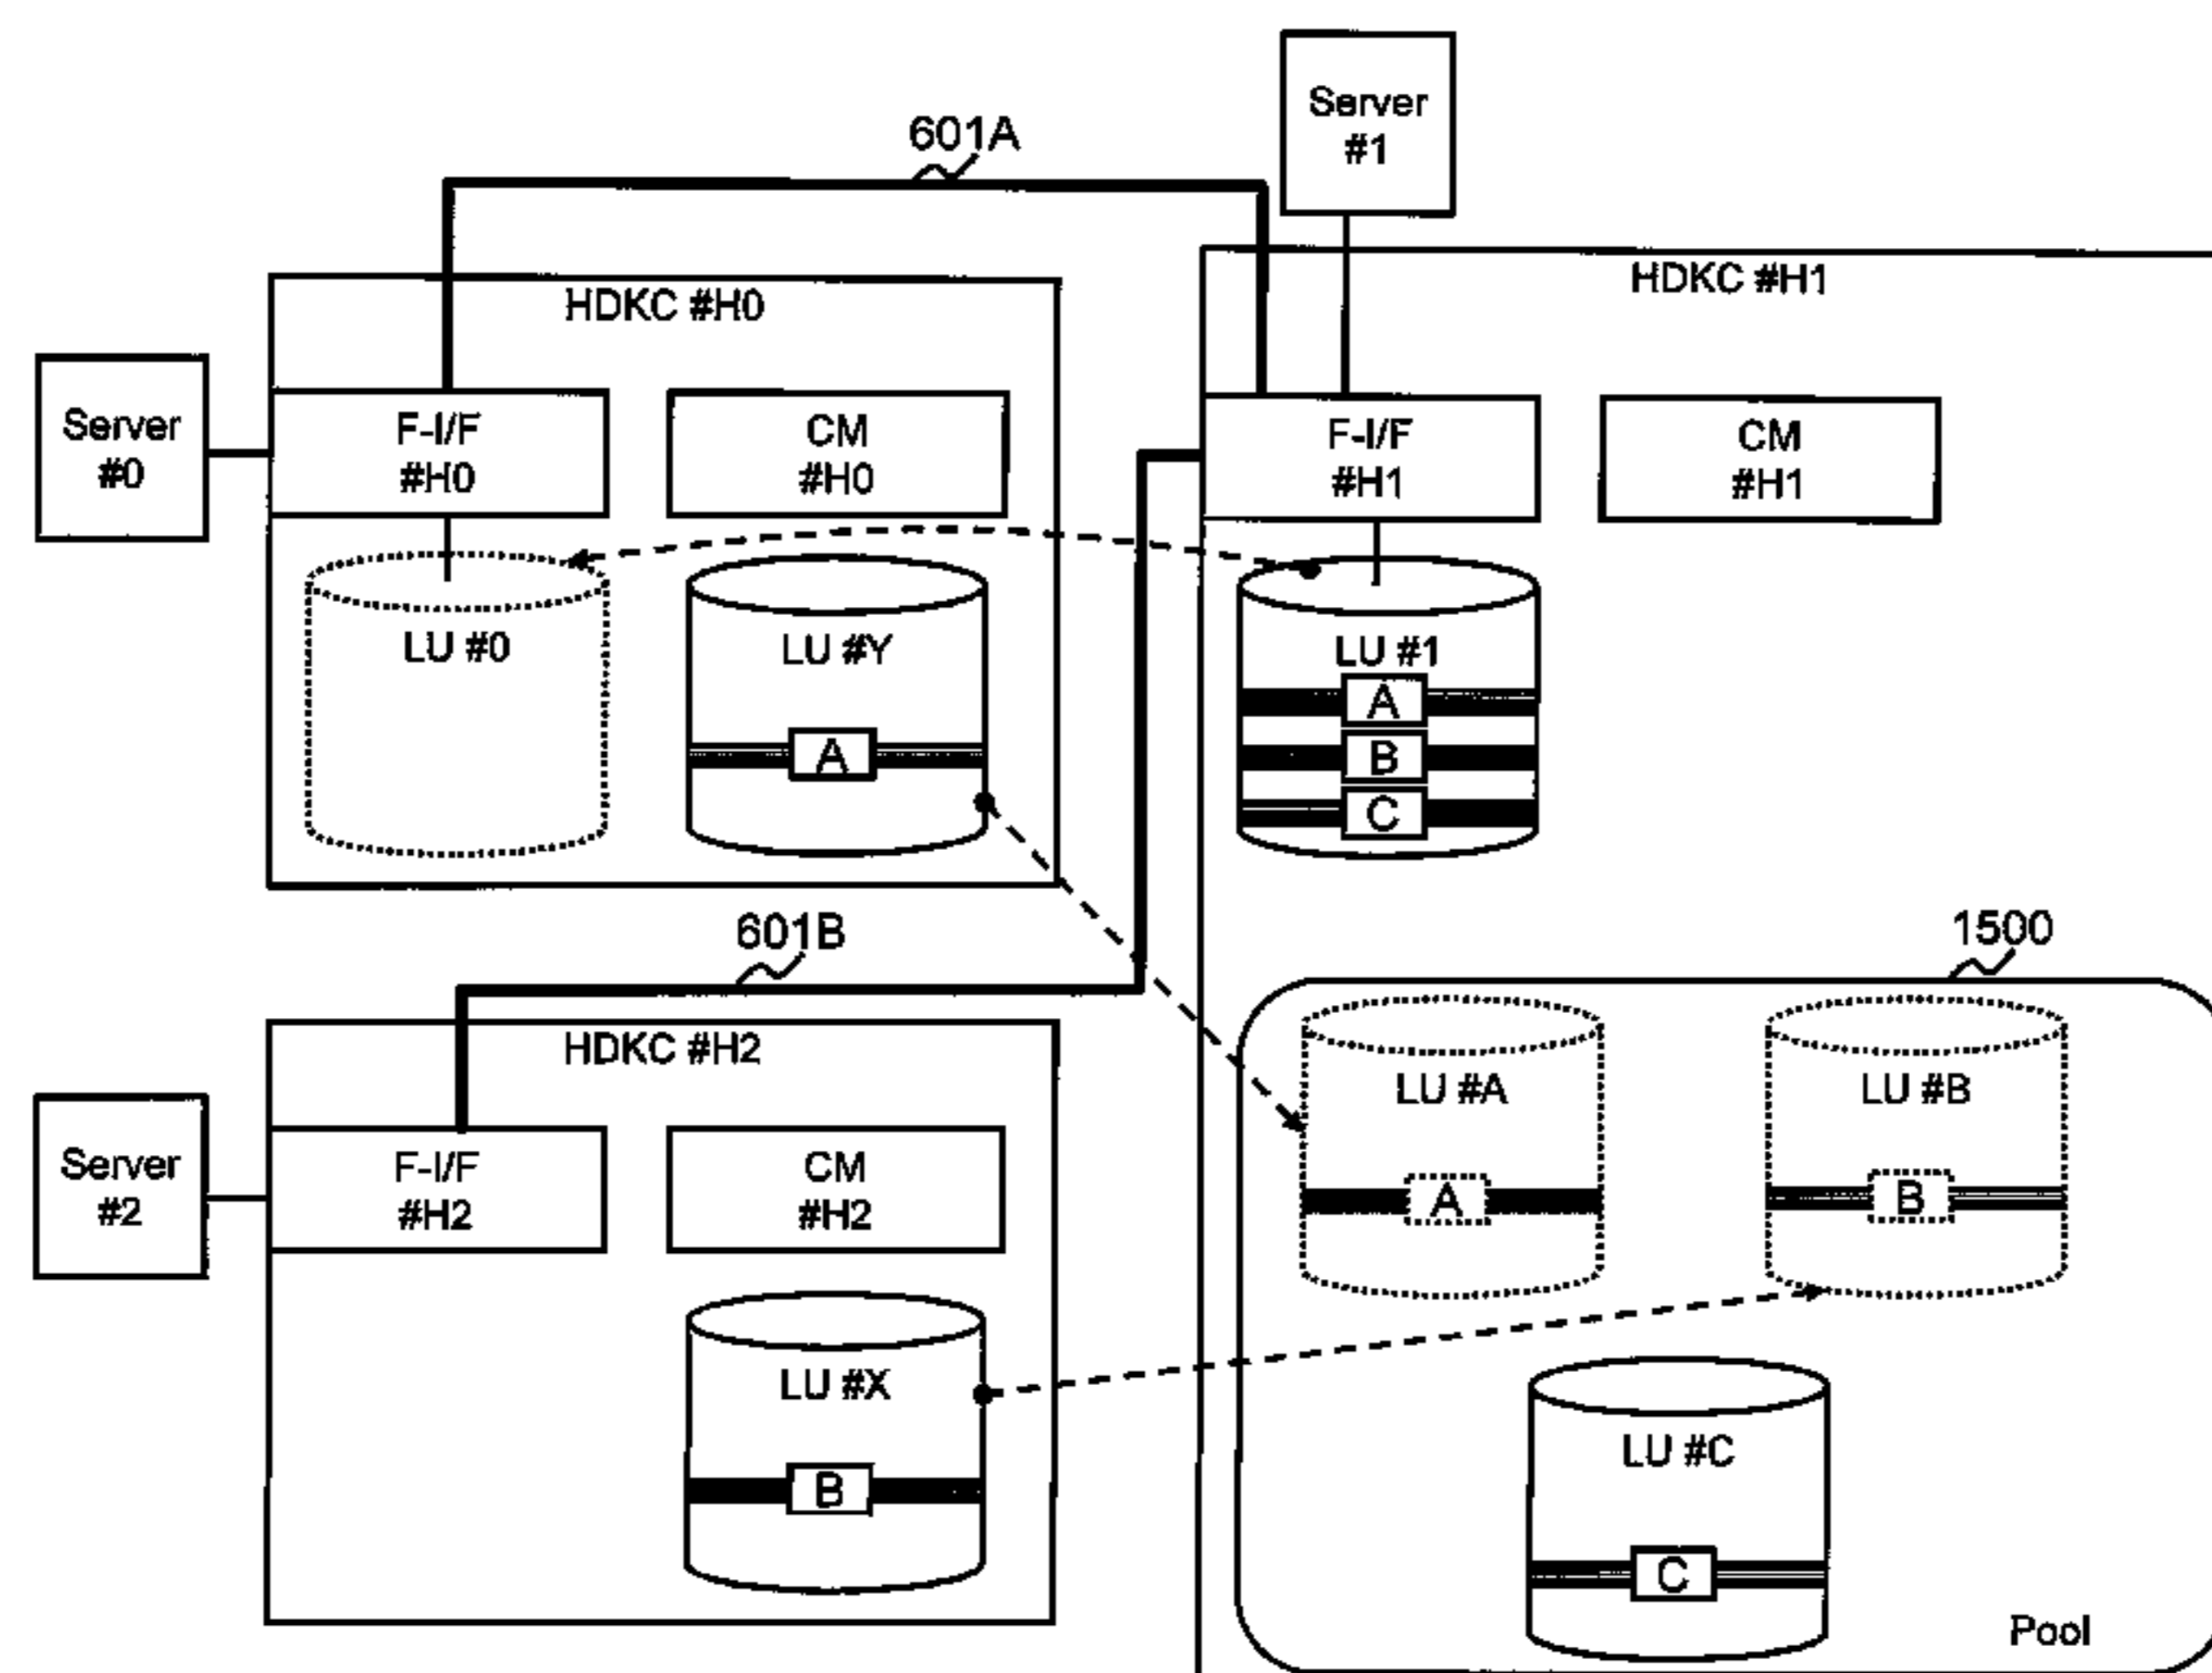 Server
#1
601A
HDKC #H0
HDKC #H1
Server
#0
F-I/F
#H0
CM
#H0
F-I/F
#H1
CM
#H1
LU #0
LU #Y
A
LU #1
A
B
C
601B
1500
HDKC #H2
Server
#2
F-I/F
#H2
CM
#H2
LU #X
B
LU #A
A
LU #B
B
LU #C
C
Pool